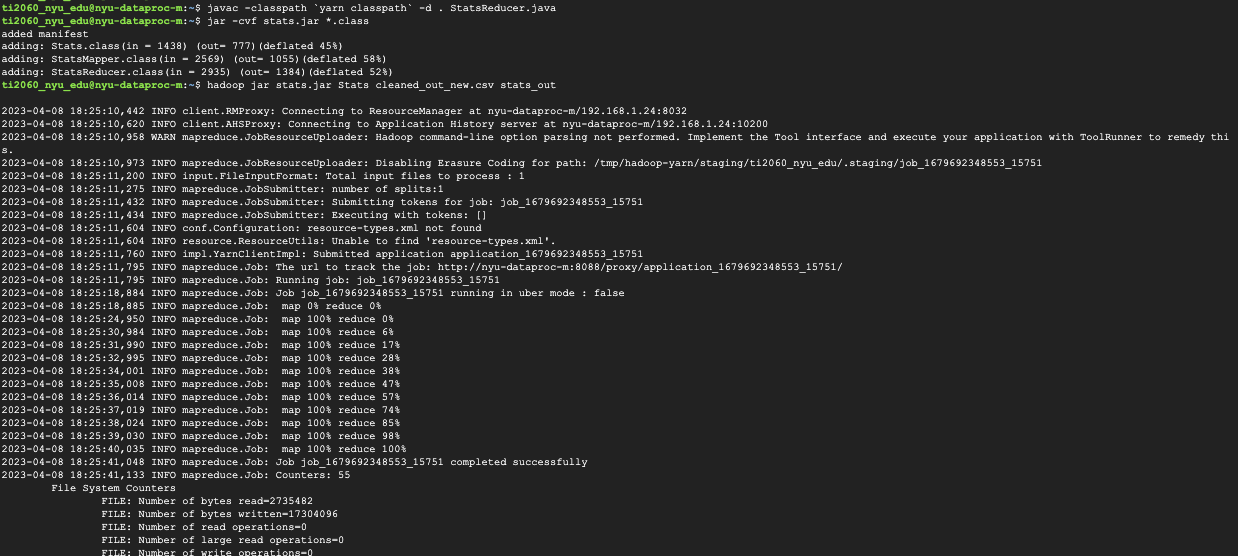 ti2060_nyu_edu@nyu-dataproc-m:~$ javac -classpath `yarn classpath` -d . StatsReducer.java
ti2060_nyu_edu@nyu-dataproc-m:~$ jar -cvf stats.jar *.class
added manifest
adding: Stats.class(in = 1438) (out= 777)(deflated 45%)
adding: StatsMapper.class(in = 2569) (out= 1055)(deflated 58%)
adding: StatsReducer.class(in = 2935) (out= 1384)(deflated 52%)
ti2060_nyu_edu@nyu-dataproc-m:~$ hadoop jar stats.jar Stats cleaned_out_new.csv stats_out
2023-04-08 18:25:10,442 INFO client.RMProxy: Connecting to ResourceManager at nyu-dataproc-m/192.168.1.24:8032
2023-04-08 18:25:10,620 INFO client.AHSProxy: Connecting to Application History server at nyu-dataproc-m/192.168.1.24:10200
2023-04-08 18:25:10,958 WARN mapreduce.JobResourceUploader: Hadoop command-line option parsing not performed. Implement the Tool interface and execute your application with ToolRunner to remedy thi
s.
2023-04-08 18:25:10,973 INFO mapreduce.JobResourceUploader: Disabling Erasure Coding for path: /tmp/hadoop-yarn/staging/ti2060_nyu_edu/.staging/job_1679692348553_15751
2023-04-08 18:25:11,200 INFO input.FileInputFormat: Total input files to process : 1
2023-04-08 18:25:11,275 INFO mapreduce.JobSubmitter: number of splits:1
2023-04-08 18:25:11,432 INFO mapreduce.JobSubmitter: Submitting tokens for job: job_1679692348553_15751
2023-04-08 18:25:11,434 INFO mapreduce.JobSubmitter: Executing with tokens: []
2023-04-08 18:25:11,604 INFO conf.Configuration: resource-types.xml not found
2023-04-08 18:25:11,604 INFO resource.ResourceUtils: Unable to find 'resource-types.xml'.
2023-04-08 18:25:11,760 INFO impl.YarnClientImpl: Submitted application application_1679692348553_15751
2023-04-08 18:25:11,795 INFO mapreduce.Job: The url to track the job: http://nyu-dataproc-m:8088/proxy/application_1679692348553_15751/
2023-04-08 18:25:11,795 INFO mapreduce.Job: Running job: job_1679692348553_15751
2023-04-08 18:25:18,884 INFO mapreduce.Job: Job job_1679692348553_15751 running in uber mode : false
2023-04-08 18:25:18,885 INFO mapreduce.Job:  map 0% reduce 0%
2023-04-08 18:25:24,950 INFO mapreduce.Job:  map 100% reduce 0%
2023-04-08 18:25:30,984 INFO mapreduce.Job:  map 100% reduce 6%
2023-04-08 18:25:31,990 INFO mapreduce.Job:  map 100% reduce 17%
2023-04-08 18:25:32,995 INFO mapreduce.Job:  map 100% reduce 28%
2023-04-08 18:25:34,001 INFO mapreduce.Job:  map 100% reduce 38%
2023-04-08 18:25:35,008 INFO mapreduce.Job:  map 100% reduce 47%
2023-04-08 18:25:36,014 INFO mapreduce.Job:  map 100% reduce 57%
2023-04-08 18:25:37,019 INFO mapreduce.Job:  map 100% reduce 74%
2023-04-08 18:25:38,024 INFO mapreduce.Job:  map 100% reduce 85%
2023-04-08 18:25:39,030 INFO mapreduce.Job:  map 100% reduce 98%
2023-04-08 18:25:40,035 INFO mapreduce.Job:  map 100% reduce 100%
2023-04-08 18:25:41,048 INFO mapreduce.Job: Job job_1679692348553_15751 completed successfully
2023-04-08 18:25:41,133 INFO mapreduce.Job: Counters: 55
File System Counters
FILE: Number of bytes read=2735482
FILE: Number of bytes written=17304096
FILE: Number of read operations=0
FILE: Number of large read operations=0
FILE: Number of write operations=0